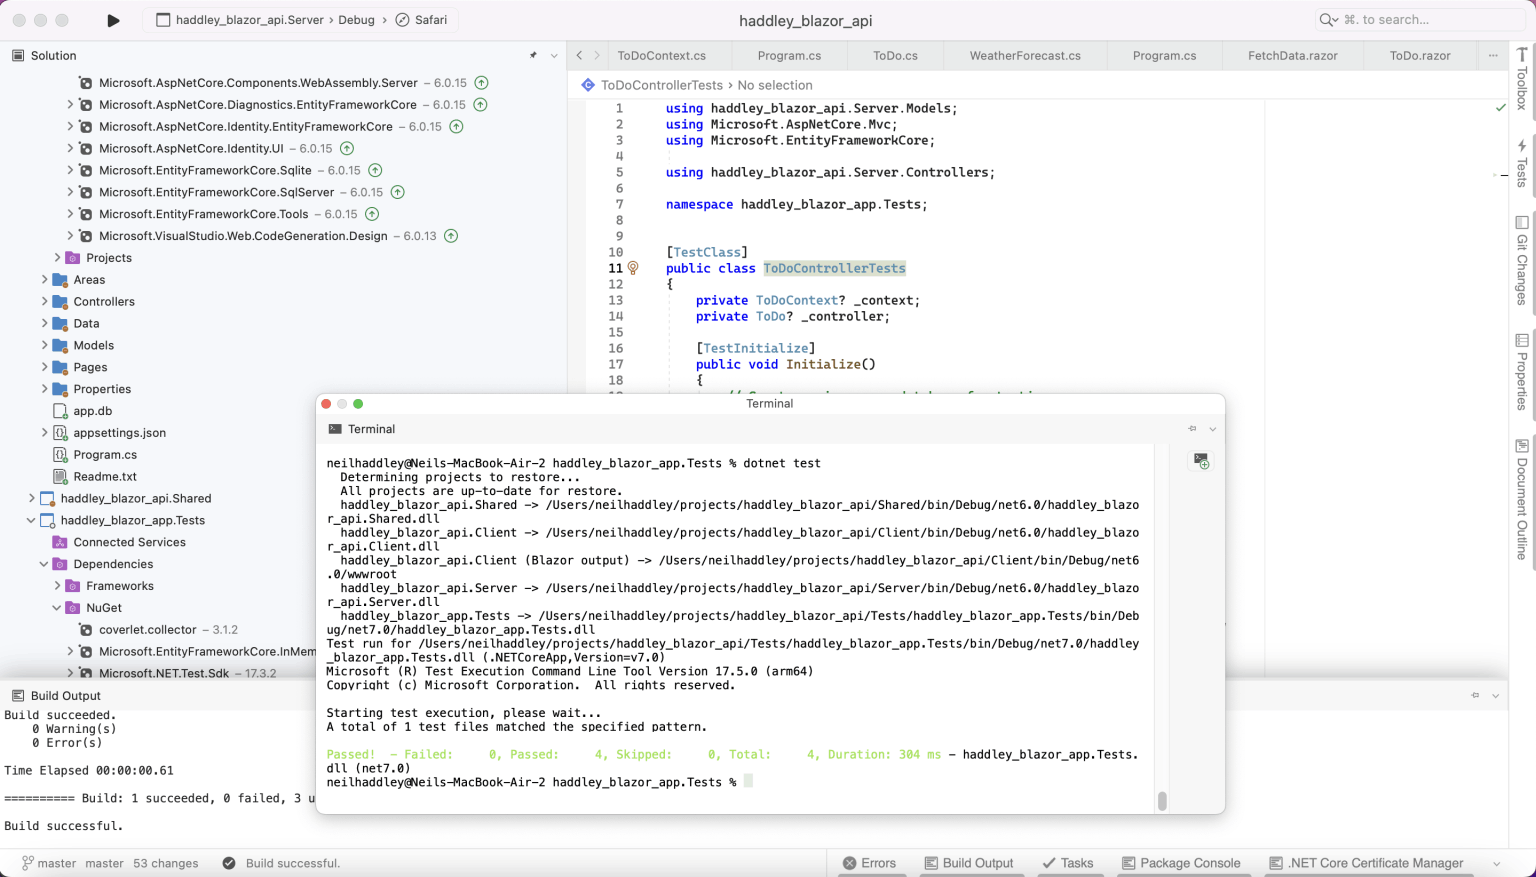 haddley_blazor_api.Server › Debug › Safari
haddley_blazor_api
⌘. to search...
Solution
Microsoft.AspNetCore.Components.WebAssembly.Server – 6.0.15
Microsoft.AspNetCore.Diagnostics.EntityFrameworkCore – 6.0.15
Microsoft.AspNetCore.Identity.EntityFrameworkCore – 6.0.15
Microsoft.AspNetCore.Identity.UI – 6.0.15
Microsoft.EntityFrameworkCore.Sqlite – 6.0.15
Microsoft.EntityFrameworkCore.SqlServer – 6.0.15
Microsoft.EntityFrameworkCore.Tools – 6.0.15
Microsoft.VisualStudio.Web.CodeGeneration.Design – 6.0.13
Projects
Areas
Controllers
Data
Models
Pages
Properties
app.db
appsettings.json
Program.cs
Readme.txt
haddley_blazor_api.Shared
haddley_blazor_app.Tests
Connected Services
Dependencies
Frameworks
NuGet
coverlet.collector – 3.1.2
Microsoft.EntityFrameworkCore.InMem
Microsoft.NET.Test.Sdk – 17.3.2
ToDoContext.cs
Program.cs
ToDo.cs
WeatherForecast.cs
Program.cs
FetchData.razor
ToDo.razor
ToDoControllerTests › No selection
1 using haddley_blazor_api.Server.Models;
2 using Microsoft.AspNetCore.Mvc;
3 using Microsoft.EntityFrameworkCore;
4
5 using haddley_blazor_api.Server.Controllers;
6
7 namespace haddley_blazor_app.Tests;
8
9
10 [TestClass]
11 public class ToDoControllerTests
12 {
13 private ToDoContext? _context;
14 private ToDo? _controller;
15
16 [TestInitialize]
17 public void Initialize()
18 {
Toolbox
Tests
Git Changes
Properties
Document Outline
Terminal
Terminal
neilhaddley@Neils-MacBook-Air-2 haddley_blazor_app.Tests % dotnet test
Determining projects to restore...
All projects are up-to-date for restore.
haddley_blazor_api.Shared -> /Users/neilhaddley/projects/haddley_blazor_api/Shared/bin/Debug/net6.0/haddley_blazo
r_api.Shared.dll
haddley_blazor_api.Client -> /Users/neilhaddley/projects/haddley_blazor_api/Client/bin/Debug/net6.0/haddley_blazo
r_api.Client.dll
haddley_blazor_api.Client (Blazor output) -> /Users/neilhaddley/projects/haddley_blazor_api/Client/bin/Debug/net6
.0/wwwroot
haddley_blazor_api.Server -> /Users/neilhaddley/projects/haddley_blazor_api/Server/bin/Debug/net6.0/haddley_blazo
r_api.Server.dll
haddley_blazor_app.Tests -> /Users/neilhaddley/projects/haddley_blazor_api/Tests/haddley_blazor_app.Tests/bin/Deb
ug/net7.0/haddley_blazor_app.Tests.dll
Test run for /Users/neilhaddley/projects/haddley_blazor_api/Tests/haddley_blazor_app.Tests/bin/Debug/net7.0/haddley
_blazor_app.Tests.dll (.NETCoreApp,Version=v7.0)
Microsoft (R) Test Execution Command Line Tool Version 17.5.0 (arm64)
Copyright (c) Microsoft Corporation.  All rights reserved.
Starting test execution, please wait...
A total of 1 test files matched the specified pattern.
Passed!  - Failed:     0, Passed:     4, Skipped:     0, Total:     4, Duration: 304 ms - haddley_blazor_app.Tests.
dll (net7.0)
neilhaddley@Neils-MacBook-Air-2 haddley_blazor_app.Tests %
Build Output
Build succeeded.
0 Warning(s)
0 Error(s)
Time Elapsed 00:00:00.61
========== Build: 1 succeeded, 0 failed, 3 u
Build successful.
master master 53 changes Build successful.
Errors
Build Output
Tasks
Package Console
.NET Core Certificate Manager